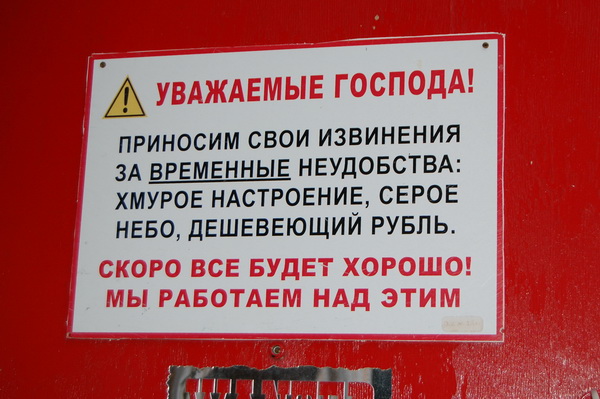 УВАЖАЕМЫЕ ГОСПОДА!
ПРИНОСИМ СВОИ ИЗВИНЕНИЯ
ЗА ВРЕМЕННЫЕ НЕУДОБСТВА:
ХМУРОЕ НАСТРОЕНИЕ, СЕРОЕ
НЕБО, ДЕШЕВЕЮЩИЙ РУБЛЬ.
СКОРО ВСЕ БУДЕТ ХОРОШО!
МЫ РАБОТАЕМ НАД ЭТИМ